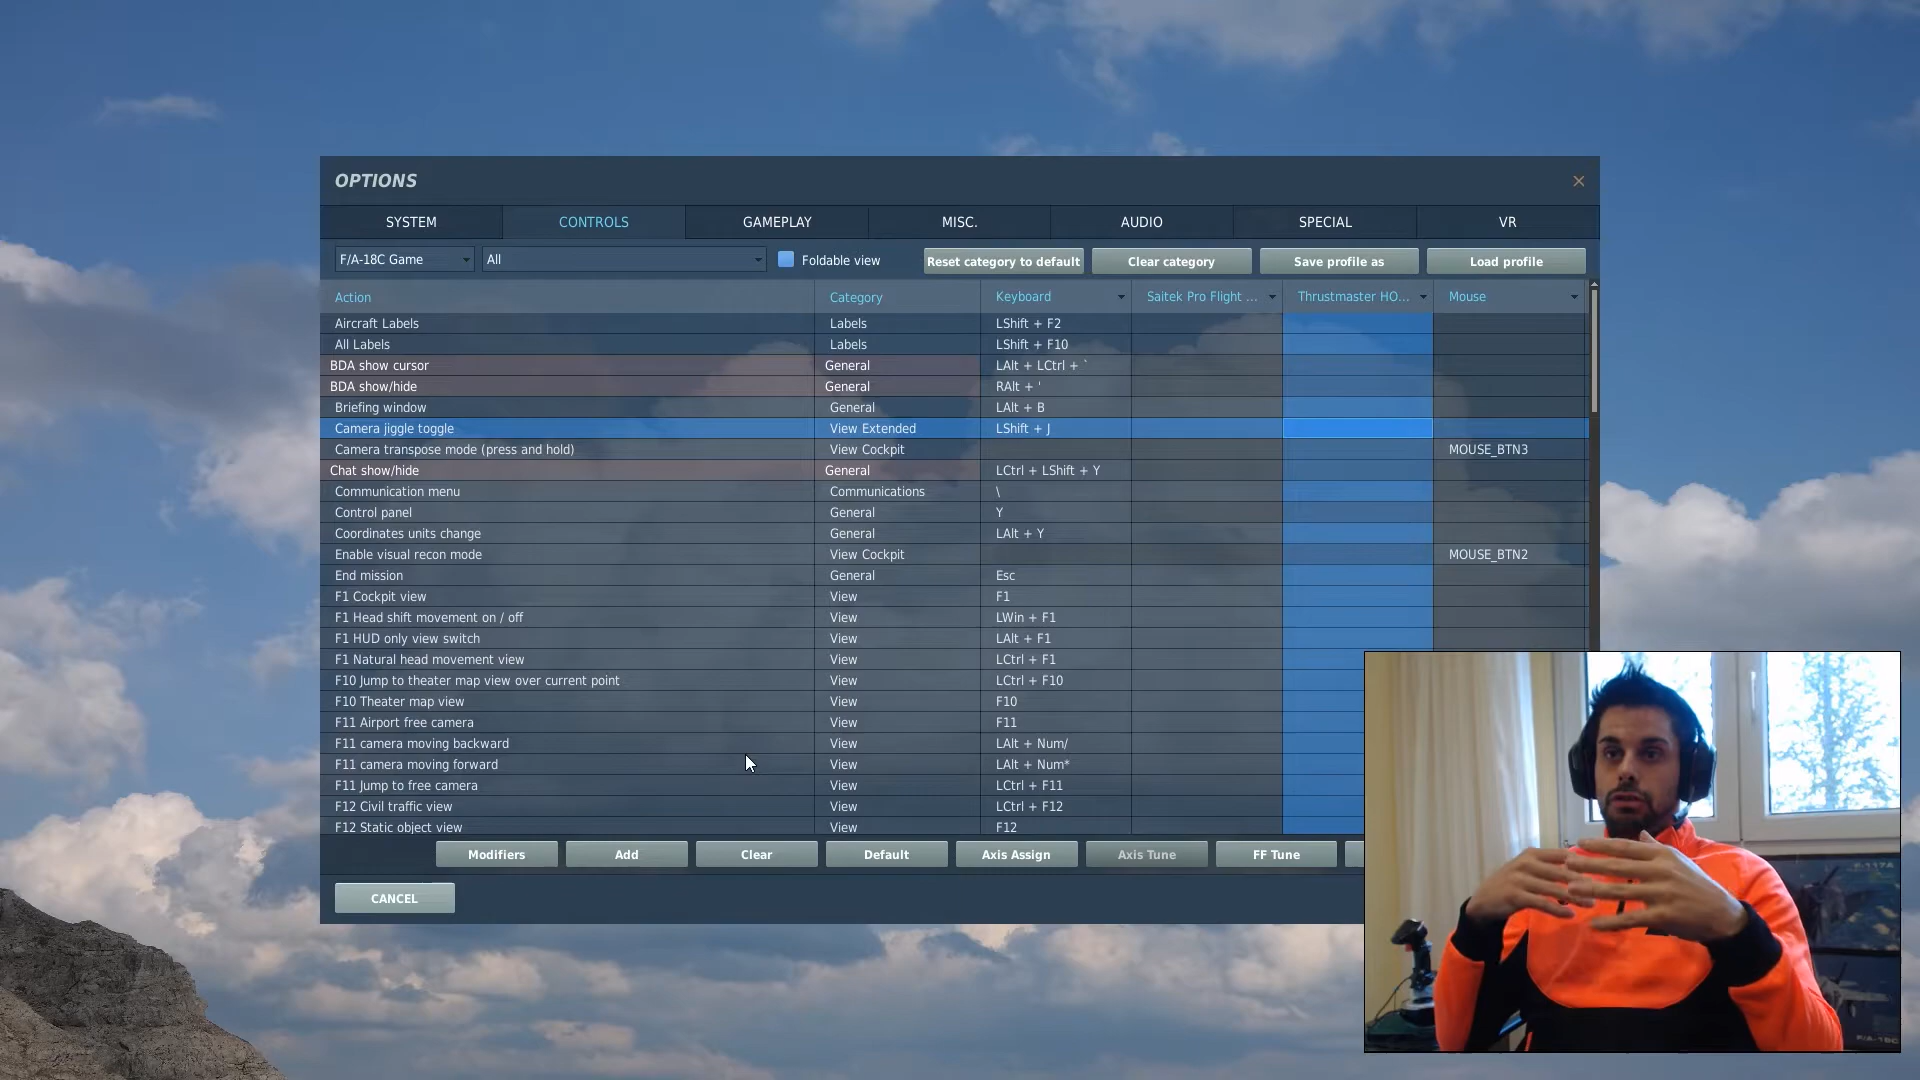 OPTIONS
×
SYSTEM CONTROLS GAMEPLAY MISC. AUDIO SPECIAL VR
F/A-18C Game All Foldable view Reset category to default Clear category Save profile as Load profile
Action Category Keyboard Saitek Pro Flight ... Thrustmaster HO... Mouse
Aircraft Labels Labels LShift + F2
All Labels Labels LShift + F10
BDA show cursor General LAlt + LCtrl + `
BDA show/hide General RAlt + '
Briefing window General LAlt + B
Camera jiggle toggle View Extended LShift + J
Camera transpose mode (press and hold) View Cockpit MOUSE_BTN3
Chat show/hide General LCtrl + LShift + Y
Communication menu Communications \
Control panel General Y
Coordinates units change General LAlt + Y
Enable visual recon mode View Cockpit MOUSE_BTN2
End mission General Esc
F1 Cockpit view View F1
F1 Head shift movement on / off View LWin + F1
F1 HUD only view switch View LAlt + F1
F1 Natural head movement view View LCtrl + F1
F10 Jump to theater map view over current point View LCtrl + F10
F10 Theater map view View F10
F11 Airport free camera View F11
F11 camera moving backward View LAlt + Num/
F11 camera moving forward View LAlt + Num*
F11 Jump to free camera View LCtrl + F11
F12 Civil traffic view View LCtrl + F12
F12 Static object view View F12
Modifiers Add Clear Default Axis Assign Axis Tune FF Tune
CANCEL
F-117A